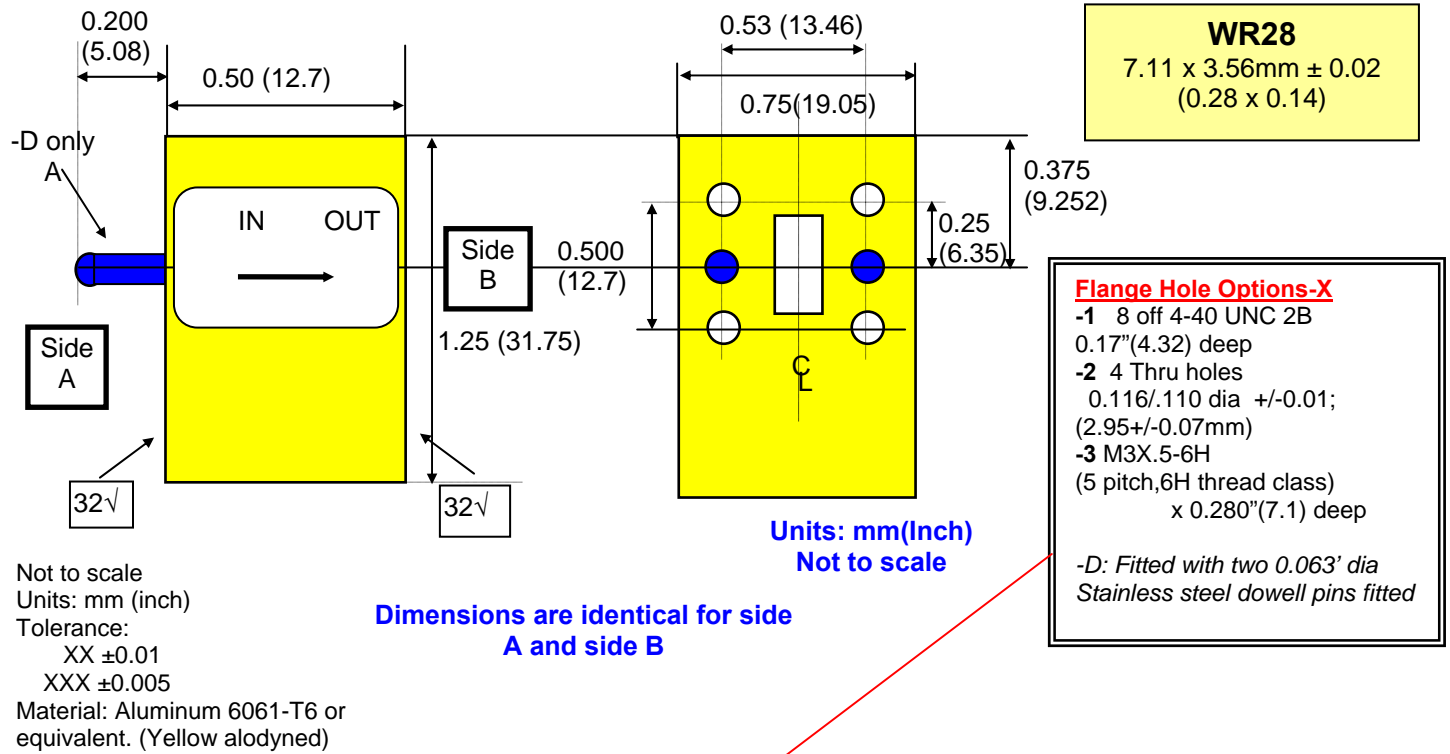 0.200
(5.08)
0.50 (12.7)
0.53 (13.46)
0.75(19.05)
WR28
7.11 x 3.56mm ± 0.02
(0.28 x 0.14)
-D only
A
IN OUT
Side
B
0.500
(12.7)
0.25
(6.35)
0.375
(9.252)
1.25 (31.75)
Side
A
C
L
32√
32√
Flange Hole Options-X
-1 8 off 4-40 UNC 2B
0.17”(4.32) deep
-2 4 Thru holes
0.116/.110 dia +/-0.01;
(2.95+/-0.07mm)
-3 M3X.5-6H
(5 pitch,6H thread class)
x 0.280”(7.1) deep
-D: Fitted with two 0.063’ dia
Stainless steel dowell pins fitted
Units: mm(Inch)
Not to scale
Dimensions are identical for side
A and side B
Not to scale
Units: mm (inch)
Tolerance:
XX ±0.01
XXX ±0.005
Material: Aluminum 6061-T6 or
equivalent. (Yellow alodyned)